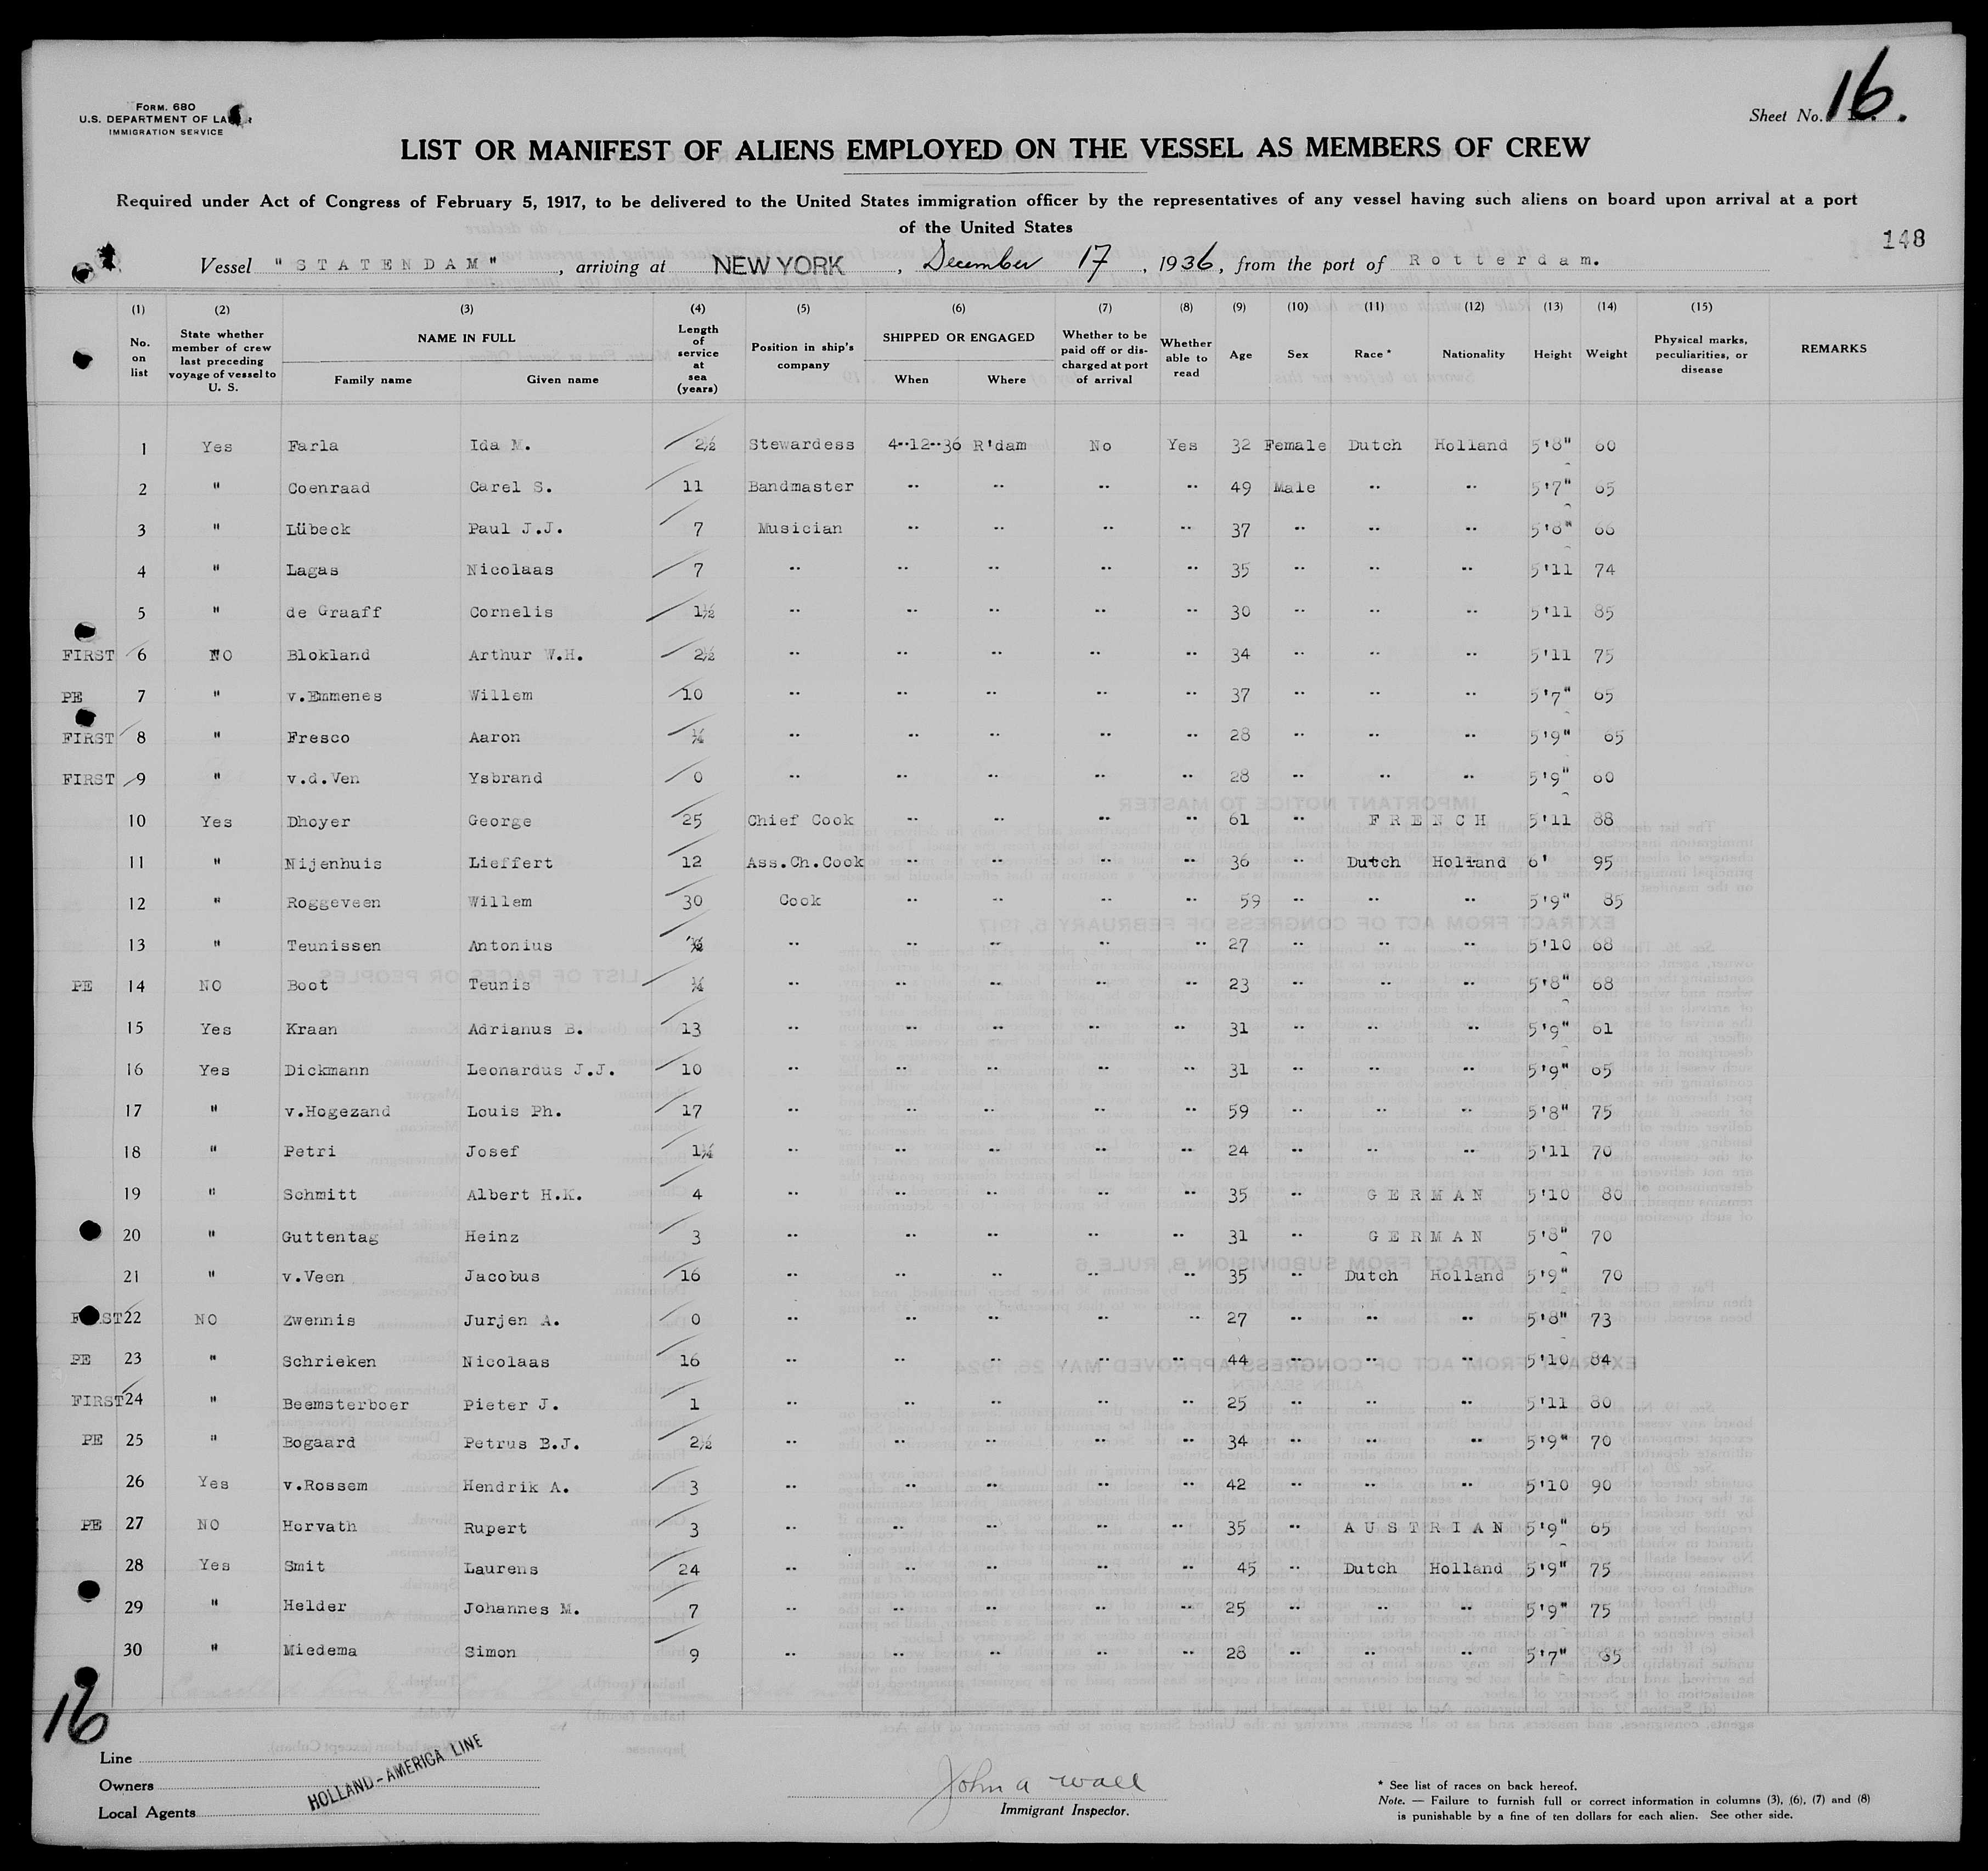 FORM. 680
U.S. DEPARTMENT OF LA
IMMIGRATION SERVICE
Sheet No. 16.
LIST OR MANIFEST OF ALIENS EMPLOYED ON THE VESSEL AS MEMBERS OF CREW
Required under Act of Congress of February 5, 1917, to be delivered to the United States immigration officer by the representatives of any vessel having such aliens on board upon arrival at a port
of the United States
148
Vessel "STATENDAM", arriving at NEW YORK, December 17, 1936, from the port of Rotterdam.
(1) No. on list (2) State whether member of crew last preceding voyage of vessel to U. S. (3) NAME IN FULL Family name Given name (4) Length of service at sea (years) (5) Position in ship's company (6) SHIPPED OR ENGAGED When Where (7) Whether to be paid off or discharged at port of arrival (8) Whether able to read (9) Age (10) Sex (11) Race* (12) Nationality (13) Height (14) Weight (15) Physical marks, peculiarities, or disease REMARKS
1 Yes Farla Ida M. 2½ Stewardess 4--12--36 R'dam No Yes 32 Female Dutch Holland 5'8" 60
2 " Coenraad Carel S. 11 Bandmaster -- -- -- -- 49 Male -- -- 5'7" 65
3 " Lübeck Paul J.J. 7 Musician -- -- -- -- 37 -- -- -- 5'8" 66
4 " Lagas Nicolaas 7 -- -- -- -- -- 35 -- -- -- 5'11 74
5 " de Graaff Cornelis 1½ -- -- -- -- -- 30 -- -- -- 5'11 85
FIRST 6 NO Blokland Arthur W.H. 2½ -- -- -- -- -- 34 -- -- -- 5'11 75
PE 7 " v.Emmenes Willem 10 -- -- -- -- -- 37 -- -- -- 5'7" 65
FIRST 8 " Fresco Aaron ¼ -- -- -- -- -- 28 -- -- -- 5'9" 65
FIRST 9 " v.d.Ven Ysbrand 0 -- -- -- -- -- 28 -- -- -- 5'9" 60
10 Yes Dhoyer George 25 Chief Cook -- -- -- -- 61 -- FRENCH 5'11 88
11 " Nijenhuis Lieffert 12 Ass.Ch.Cook -- -- -- -- 36 -- Dutch Holland 6' 95
12 " Roggeveen Willem 30 Cook -- -- -- -- 59 -- -- -- 5'9" 85
13 " Teunissen Antonius ½ -- -- -- -- -- 27 -- -- -- 5'10 68
PE 14 NO Boot Teunis ¼ -- -- -- -- -- 23 -- -- -- 5'8" 68
15 Yes Kraan Adrianus B. 13 -- -- -- -- -- 31 -- -- -- 5'9" 61
16 Yes Dickmann Leonardus J.J. 10 -- -- -- -- -- 31 -- -- -- 5'9" 65
17 " v.Hogezand Louis Ph. 17 -- -- -- -- -- 59 -- -- -- 5'8" 75
18 " Petri Josef 1¼ -- -- -- -- -- 24 -- -- -- 5'11 70
19 " Schmitt Albert H.K. 4 -- -- -- -- -- 35 -- GERMAN 5'10 80
20 " Guttentag Heinz 3 -- -- -- -- -- 31 -- GERMAN 5'8" 70
21 " v.Veen Jacobus 16 -- -- -- -- -- 35 -- Dutch Holland 5'9" 70
FIRST 22 NO Zwennis Jurjen A. 0 -- -- -- -- -- 27 -- -- -- 5'8" 73
PE 23 " Schrieken Nicolaas 16 -- -- -- -- -- 44 -- -- -- 5'10 84
FIRST 24 " Beemsterboer Pieter J. 1 -- -- -- -- -- 25 -- -- -- 5'11 80
PE 25 " Bogaard Petrus B.J. 2½ -- -- -- -- -- 34 -- -- -- 5'9" 70
26 Yes v.Rossem Hendrik A. 3 -- -- -- -- -- 42 -- -- -- 5'10 90
PE 27 NO Horvath Rupert 3 -- -- -- -- -- 35 -- AUSTRIAN 5'9" 65
28 Yes Smit Laurens 24 -- -- -- -- -- 45 -- Dutch Holland 5'9" 75
29 " Helder Johannes M. 7 -- -- -- -- -- 25 -- -- -- 5'9" 75
30 " Miedema Simon 9 -- -- -- -- -- 28 -- -- -- 5'7" 65
16
Line
Owners
Local Agents
HOLLAND-AMERICA LINE
John A Wall
Immigrant Inspector.
* See list of races on back hereof.
Note. — Failure to furnish full or correct information in columns (3), (6), (7) and (8)
is punishable by a fine of ten dollars for each alien. See other side.